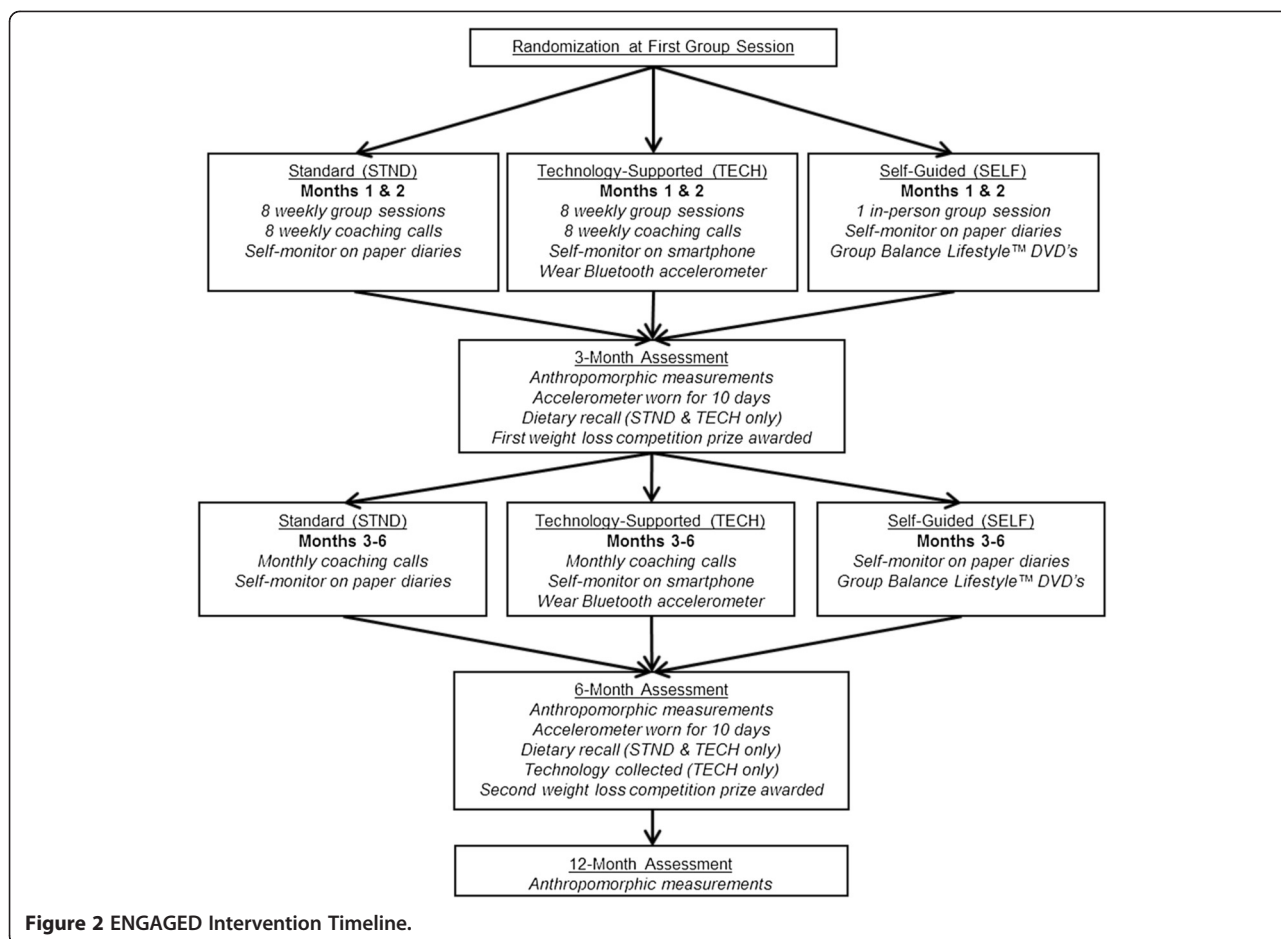 Randomization at First Group Session
Standard (STND)
Months 1 & 2
8 weekly group sessions
8 weekly coaching calls
Self-monitor on paper diaries
Technology-Supported (TECH)
Months 1 & 2
8 weekly group sessions
8 weekly coaching calls
Self-monitor on smartphone
Wear Bluetooth accelerometer
Self-Guided (SELF)
Months 1 & 2
1 in-person group session
Self-monitor on paper diaries
Group Balance Lifestyle™ DVD's
3-Month Assessment
Anthropomorphic measurements
Accelerometer worn for 10 days
Dietary recall (STND & TECH only)
First weight loss competition prize awarded
Standard (STND)
Months 3-6
Monthly coaching calls
Self-monitor on paper diaries
Technology-Supported (TECH)
Months 3-6
Monthly coaching calls
Self-monitor on smartphone
Wear Bluetooth accelerometer
Self-Guided (SELF)
Months 3-6
Self-monitor on paper diaries
Group Balance Lifestyle™ DVD's
6-Month Assessment
Anthropomorphic measurements
Accelerometer worn for 10 days
Dietary recall (STND & TECH only)
Technology collected (TECH only)
Second weight loss competition prize awarded
12-Month Assessment
Anthropomorphic measurements
Figure 2 ENGAGED Intervention Timeline.